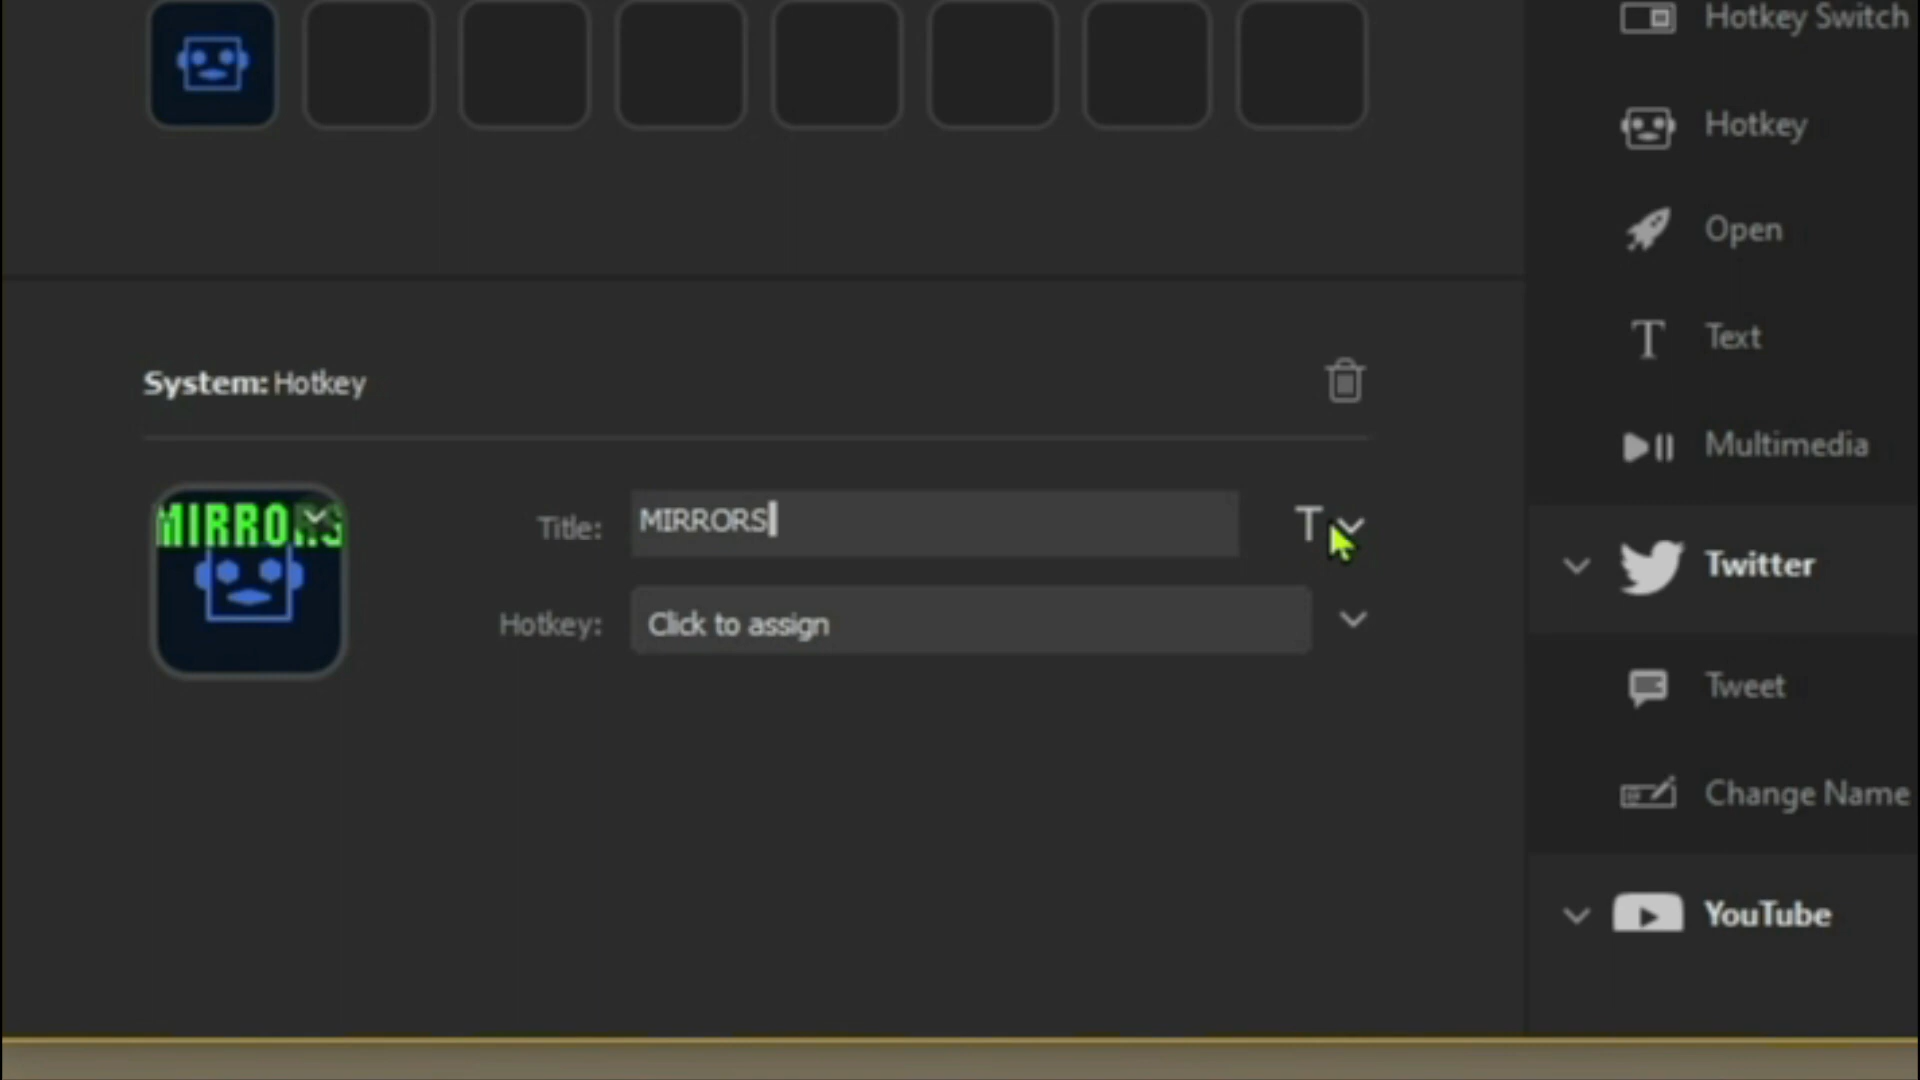 Hotkey Switch
Hotkey
Open
Text
Multimedia
Twitter
Tweet
Change Name
YouTube
System: Hotkey
MIRRORS
Title: MIRRORS
T
Hotkey: Click to assign